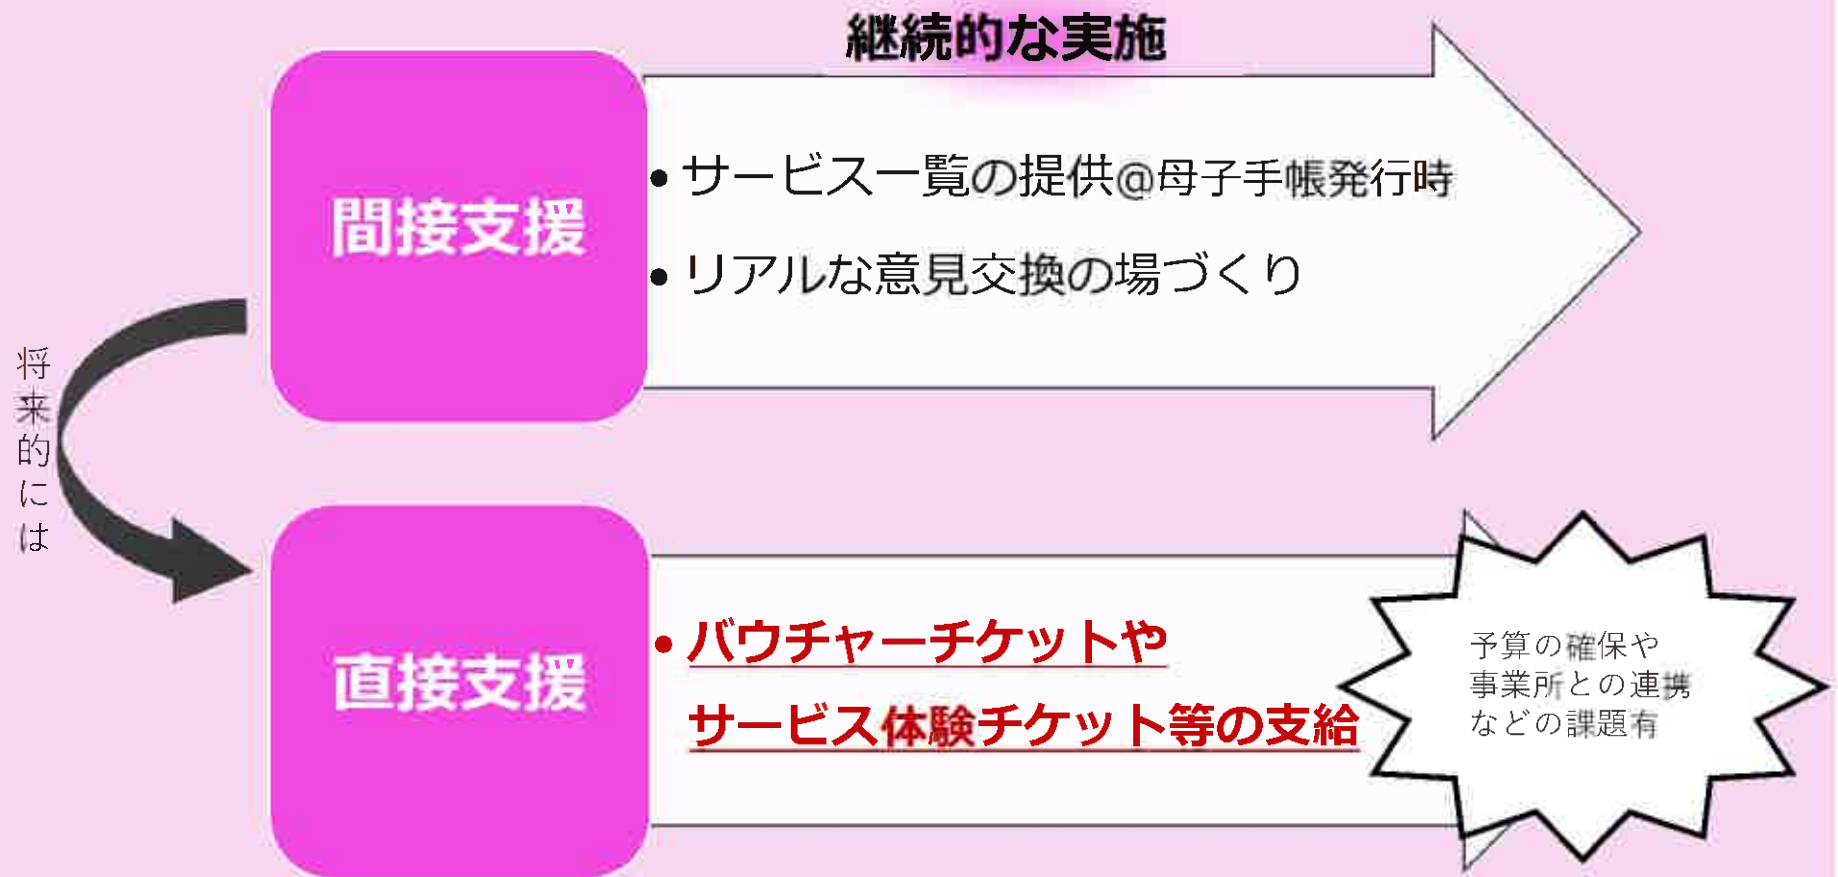 継続的な実施
間接支援
• サービス一覧の提供@母子手帳発行時
• リアルな意見交換の場づくり
将来的には
直接支援
• バウチャーチケットや
サービス体験チケット等の支給
予算の確保や
事業所との連携
などの課題有